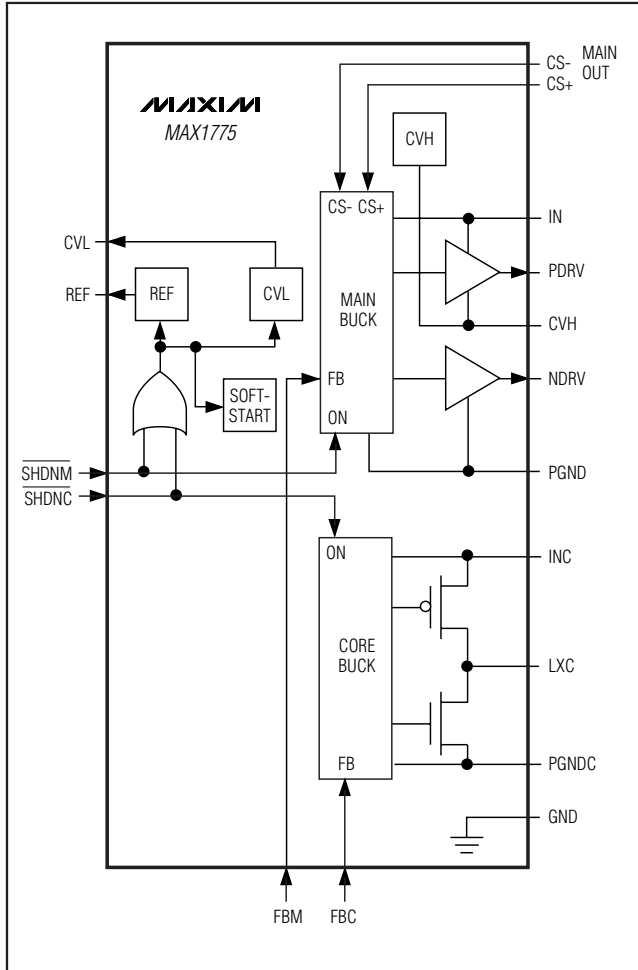 CS-
MAIN
OUT
CS+
MAXIM
MAX1775
CVH
CS- CS+
IN
CVL
PDRV
REF
REF
CVL
MAIN
BUCK
CVH
FB
NDRV
SOFT-
START
ON
SHDNM
PGND
SHDNC
ON
INC
CORE
BUCK
LXC
FB
PGNDC
GND
FBM
FBC